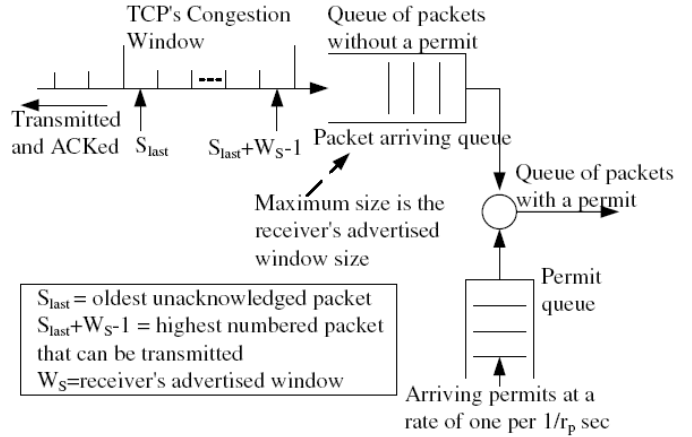 TCP's Congestion
Window
Queue of packets
without a permit
Transmitted
and ACKed
S_last
S_last+W_S-1
Packet arriving queue
Queue of packets
with a permit
Maximum size is the
receiver's advertised
window size
Permit
queue
S_last = oldest unacknowledged packet
S_last+W_S-1 = highest numbered packet
that can be transmitted
W_S=receiver's advertised window
Arriving permits at a
rate of one per 1/r_p sec